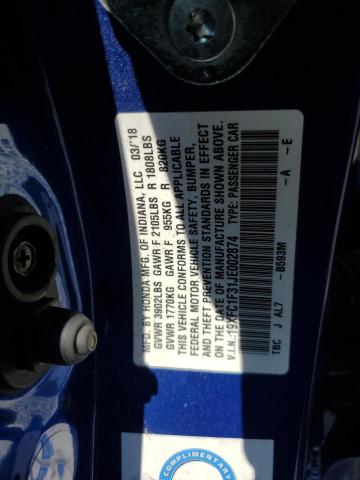 MFD. BY HONDA MFG. OF INDIANA, LLC 03/'18
GVWR 3902LBS GAWR F 2105LBS R 1808LBS
GVWR 1770KG GAWR F 955KG R 820KG
THIS VEHICLE CONFORMS TO ALL APPLICABLE
FEDERAL MOTOR VEHICLE SAFETY, BUMPER,
AND THEFT PREVENTION STANDARDS IN EFFECT
ON THE DATE OF MANUFACTURE SHOWN ABOVE.
V.I.N.:19XFC1F31JE002874 TYPE:PASSENGER CAR
TBC J AL7 - B593M - A - E
COMPLIMENTARY